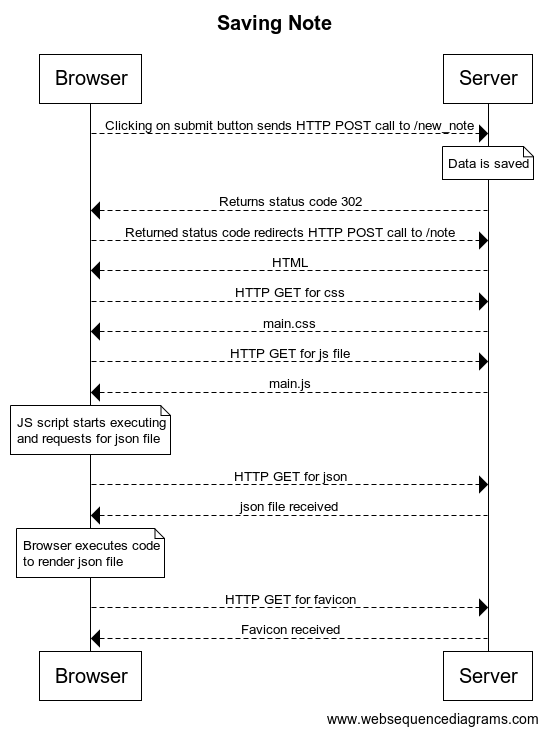 Saving Note
Browser
Server
Clicking on submit button sends HTTP POST call to /new_note
Data is saved
Returns status code 302
Returned status code redirects HTTP POST call to /note
HTML
HTTP GET for css
main.css
HTTP GET for js file
main.js
JS script starts executing
and requests for json file
HTTP GET for json
json file received
Browser executes code
to render json file
HTTP GET for favicon
Favicon received
Browser
Server
www.websequencediagrams.com